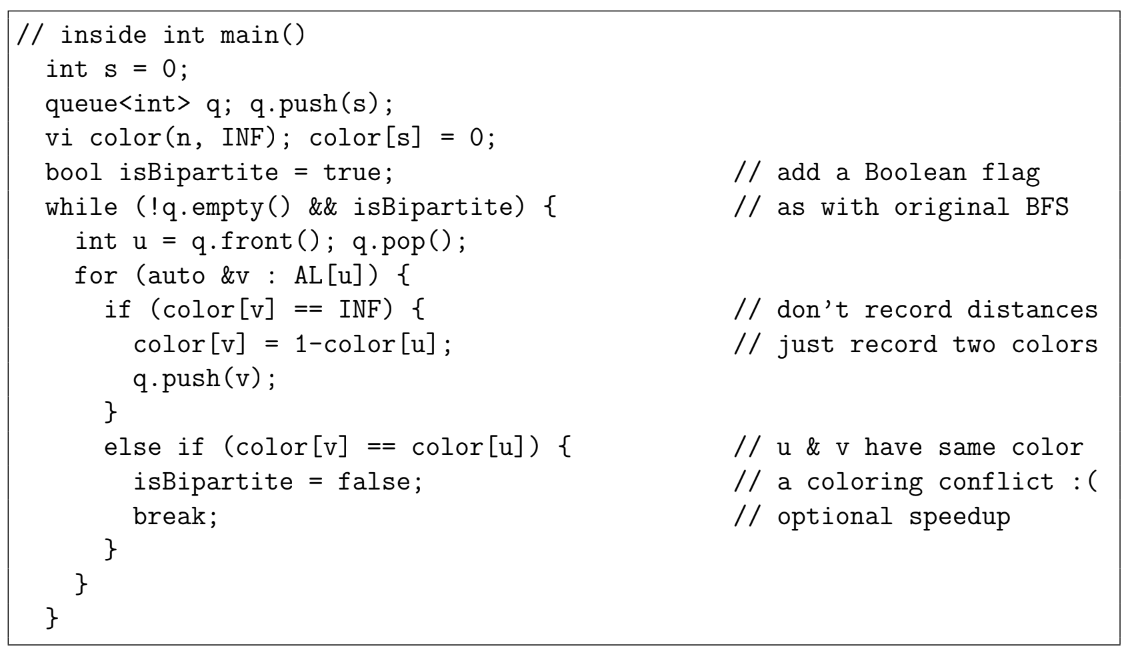 // inside int main()
  int s = 0;
  queue<int> q; q.push(s);
  vi color(n, INF); color[s] = 0;
  bool isBipartite = true;                       // add a Boolean flag
  while (!q.empty() && isBipartite) {            // as with original BFS
    int u = q.front(); q.pop();
    for (auto &v : AL[u]) {
      if (color[v] == INF) {                     // don't record distances
        color[v] = 1-color[u];                   // just record two colors
        q.push(v);
      }
      else if (color[v] == color[u]) {           // u & v have same color
        isBipartite = false;                     // a coloring conflict :(
        break;                                   // optional speedup
      }
    }
  }